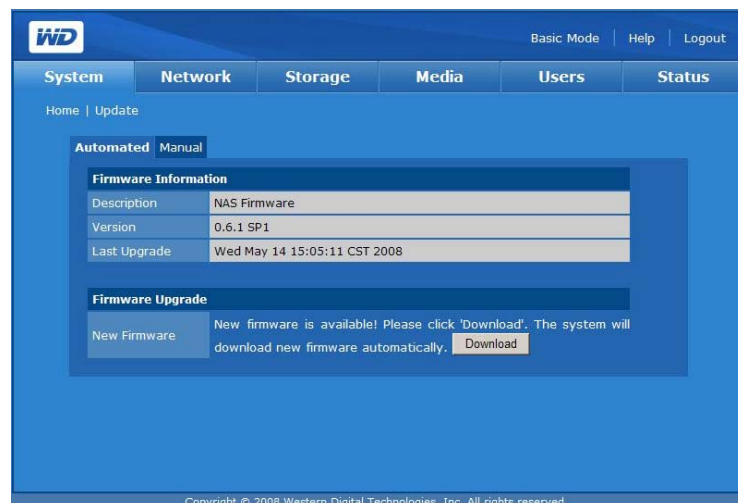 WD
Basic Mode | Help | Logout
System Network Storage Media Users Status
Home | Update
Automated Manual
Firmware Information
Description NAS Firmware
Version 0.6.1 SP1
Last Upgrade Wed May 14 15:05:11 CST 2008
Firmware Upgrade
New Firmware New firmware is available! Please click 'Download'. The system will
download new firmware automatically. Download
Copyright © 2008 Western Digital Technologies, Inc. All rights reserved.